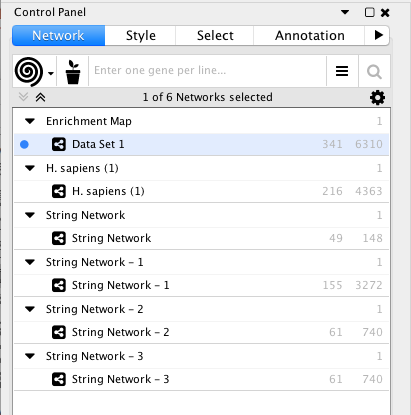 Control Panel
Network Style Select Annotation
Enter one gene per line...
1 of 6 Networks selected
Enrichment Map 1
Data Set 1 341 6310
H. sapiens (1) 1
H. sapiens (1) 216 4363
String Network 1
String Network 49 148
String Network – 1 1
String Network – 1 155 3272
String Network – 2 1
String Network – 2 61 740
String Network – 3 1
String Network – 3 61 740